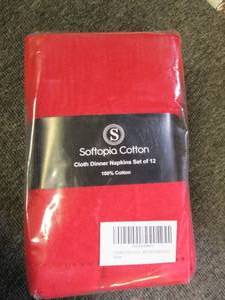 S
Softopia Cotton
Cloth Dinner Napkins Set of 12
100% Cotton